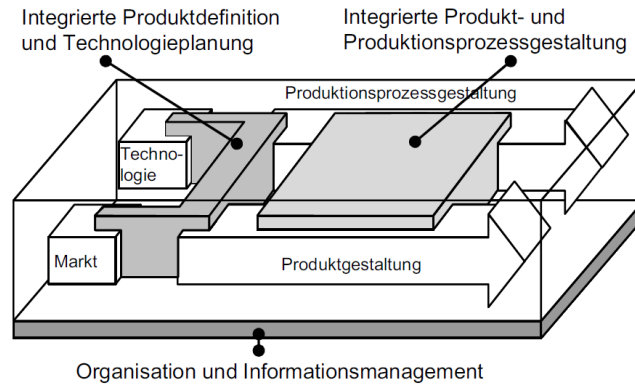 Integrierte Produktdefinition
und Technologieplanung
Integrierte Produkt- und
Produktionsprozessgestaltung
Produktionsprozessgestaltung
Techno-
logie
Markt
Produktgestaltung
Organisation und Informationsmanagement